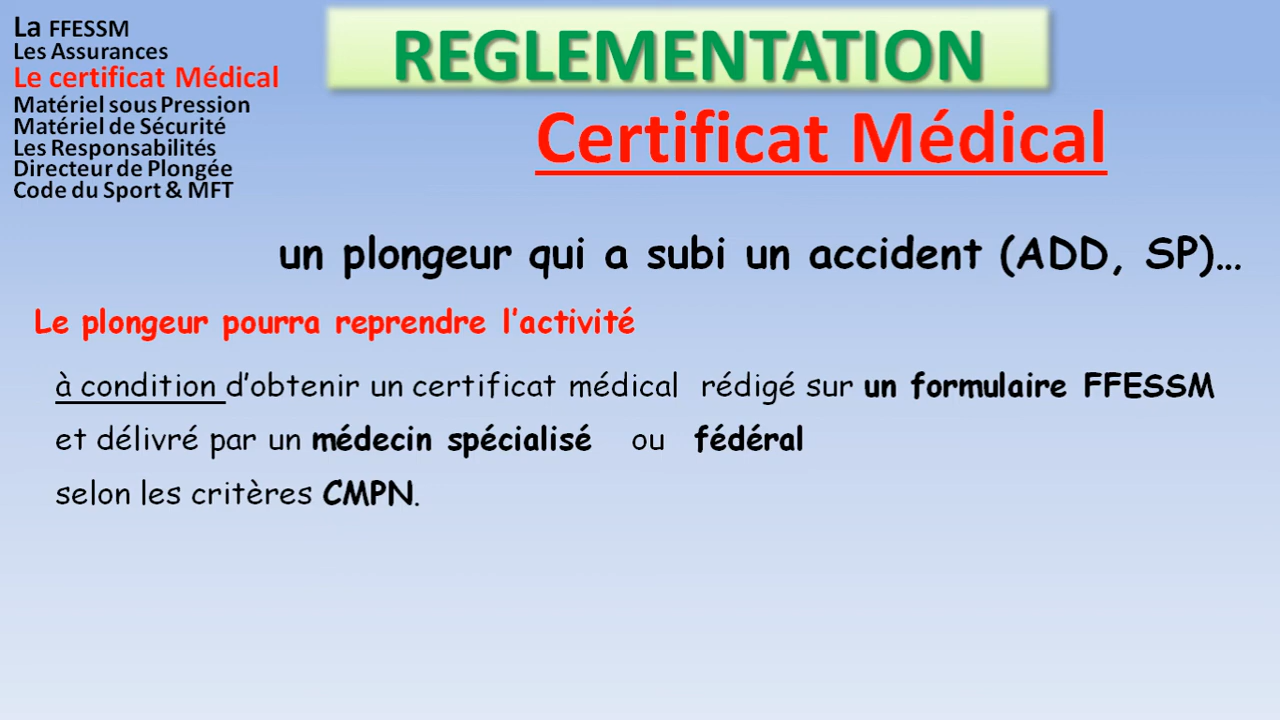 La FFESSM
Les Assurances
Le certificat Médical
Matériel sous Pression
Matériel de Sécurité
Les Responsabilités
Directeur de Plongée
Code du Sport & MFT
REGLEMENTATION
Certificat Médical
un plongeur qui a subi un accident (ADD, SP)…
Le plongeur pourra reprendre l’activité
à condition d’obtenir un certificat médical rédigé sur un formulaire FFESSM
et délivré par un médecin spécialisé ou fédéral
selon les critères CMPN.